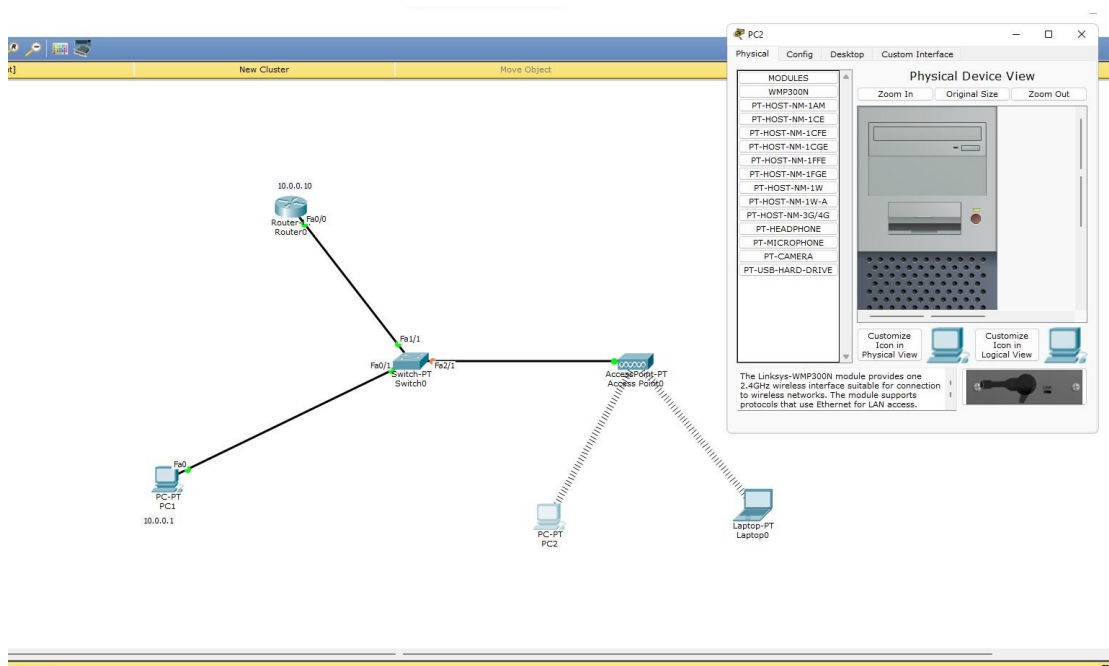 PC2
Physical Config Desktop Custom Interface
New Cluster
Move Object
MODULES
WMP300N
PT-HOST-NM-1AM
PT-HOST-NM-1CE
PT-HOST-NM-1CFE
PT-HOST-NM-1CGE
PT-HOST-NM-1FFE
PT-HOST-NM-1FGE
PT-HOST-NM-1W
PT-HOST-NM-1W-A
PT-HOST-NM-3G/4G
PT-HEADPHONE
PT-MICROPHONE
PT-CAMERA
PT-USB-HARD-DRIVE
Physical Device View
Zoom In Original Size Zoom Out
Customize
Icon in
Physical View
Customize
Icon in
Logical View
The Linksys-WMP300N module provides one
2.4GHz wireless interface suitable for connection
to wireless networks. The module supports
protocols that use Ethernet for LAN access.
10.0.0.10
Fa0/0
Router0
Fa1/1
Fa0/1
Fa2/1
Switch-PT
Switch0
AccessPoint-PT
Access Point0
Fa0
PC-PT
PC1
10.0.0.1
PC-PT
PC2
Laptop-PT
Laptop0